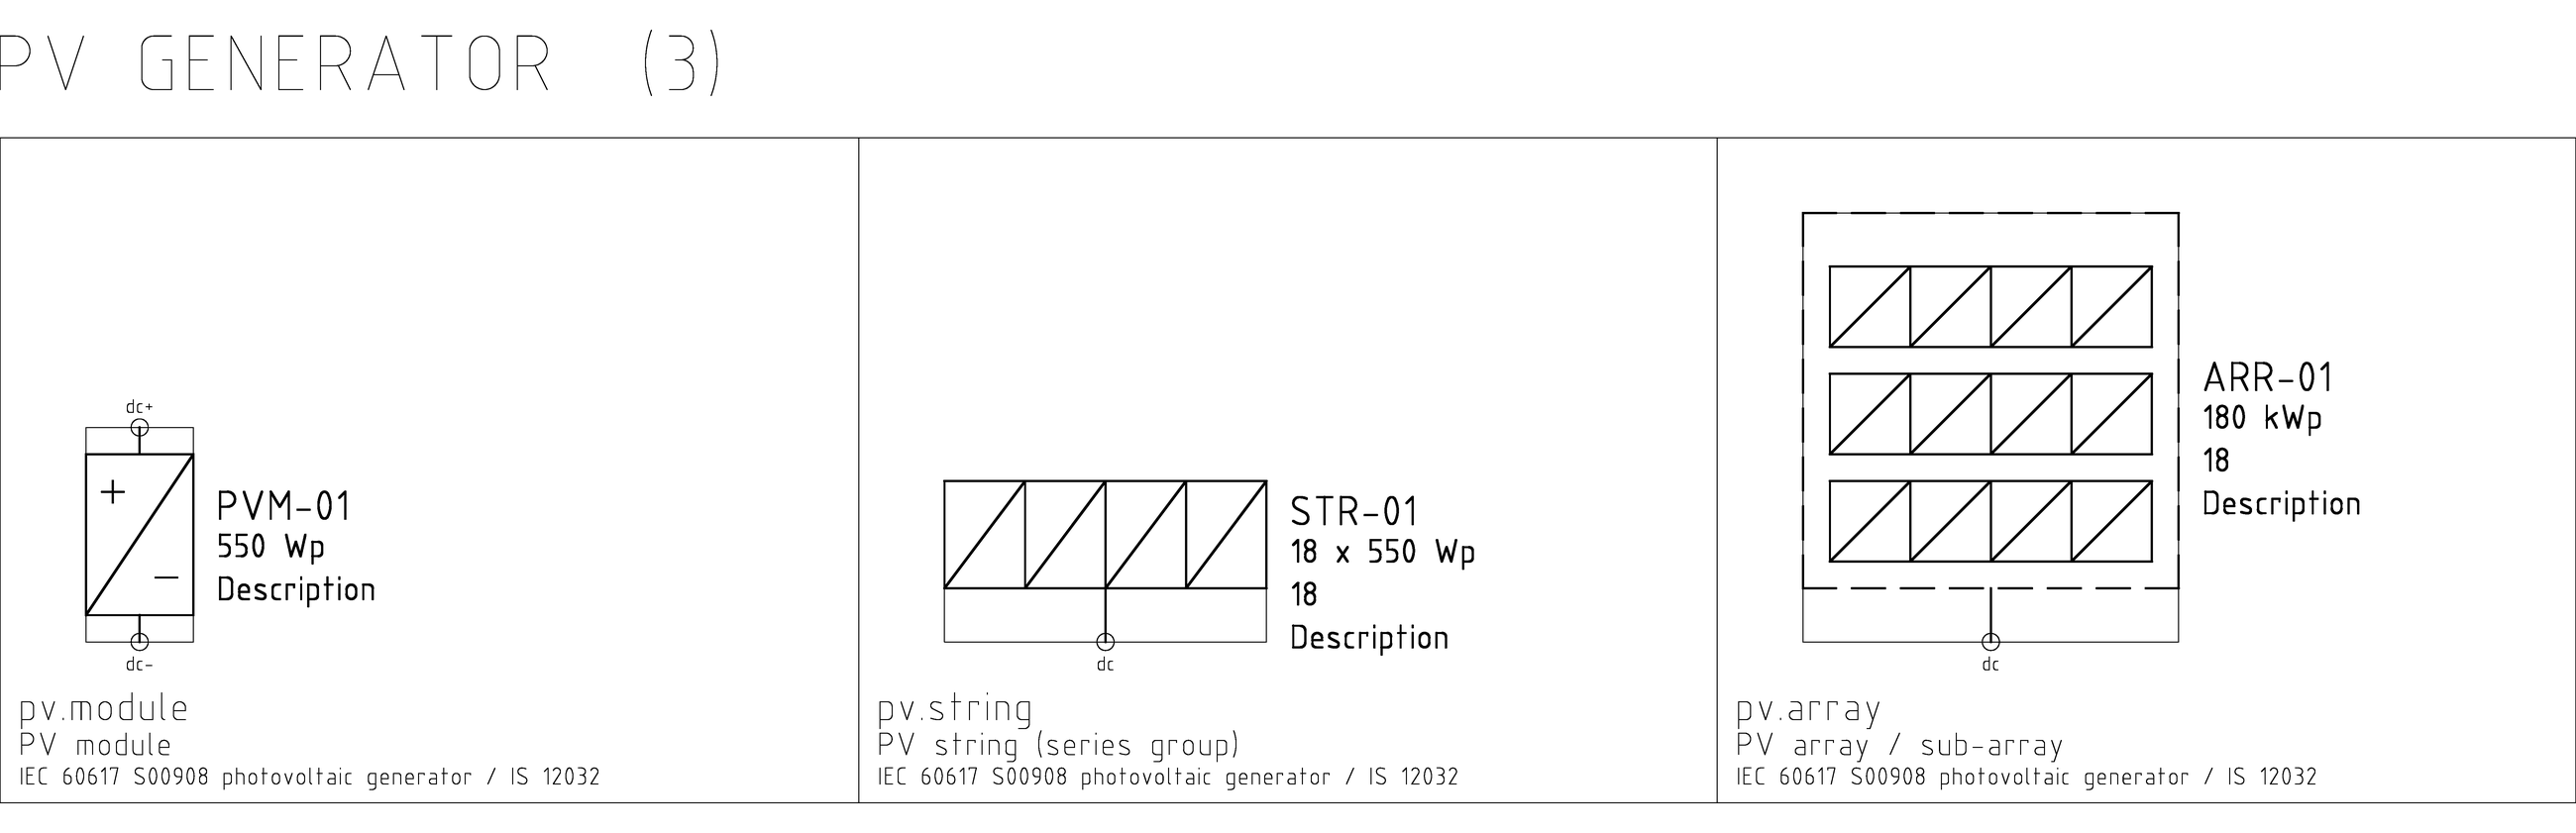 PV GENERATOR (3)
dc+
+
-
PVM-01
550 Wp
Description
dc-
pv.module
PV module
IEC 60617 S00908 photovoltaic generator / IS 12032
STR-01
18 x 550 Wp
18
Description
dc
pv.string
PV string (series group)
IEC 60617 S00908 photovoltaic generator / IS 12032
ARR-01
180 kWp
18
Description
dc
pv.array
PV array / sub-array
IEC 60617 S00908 photovoltaic generator / IS 12032